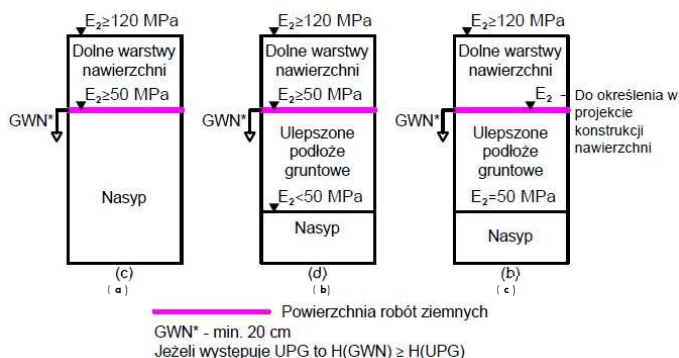 E₂≥120 MPa
Dolne warstwy
nawierzchni
E₂≥50 MPa
GWN*
Nasyp
(c)
( a )
E₂≥120 MPa
Dolne warstwy
nawierzchni
E₂≥50 MPa
GWN*
Ulepszone
podłoże
gruntowe
E₂<50 MPa
Nasyp
(d)
( b )
E₂≥120 MPa
Dolne warstwy
nawierzchni
E₂ – Do określenia w
projekcie
konstrukcji
nawierzchni
GWN*
Ulepszone
podłoże
gruntowe
E₂=50 MPa
Nasyp
(b)
( c )
Powierzchnia robót ziemnych
GWN* - min. 20 cm
Jeżeli występuje UPG to H(GWN) ≥ H(UPG)